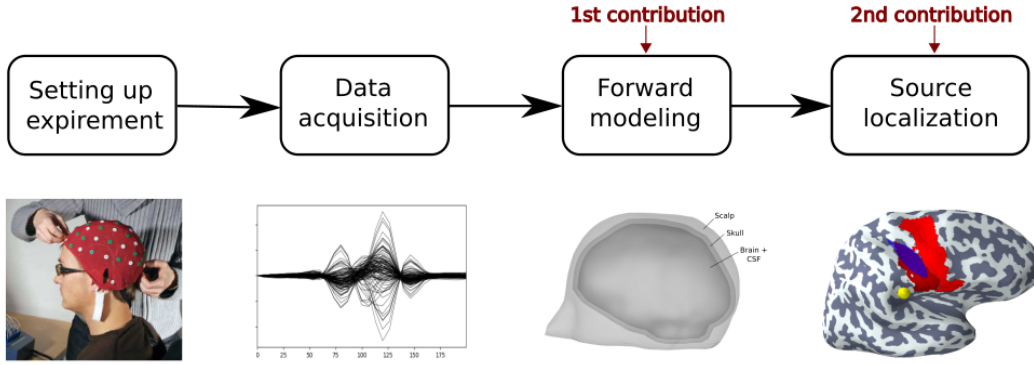 1st contribution
2nd contribution
Setting up
expirement
Data
acquisition
Forward
modeling
Source
localization
Scalp
Skull
Brain +
CSF
0 25 50 75 100 125 150 175